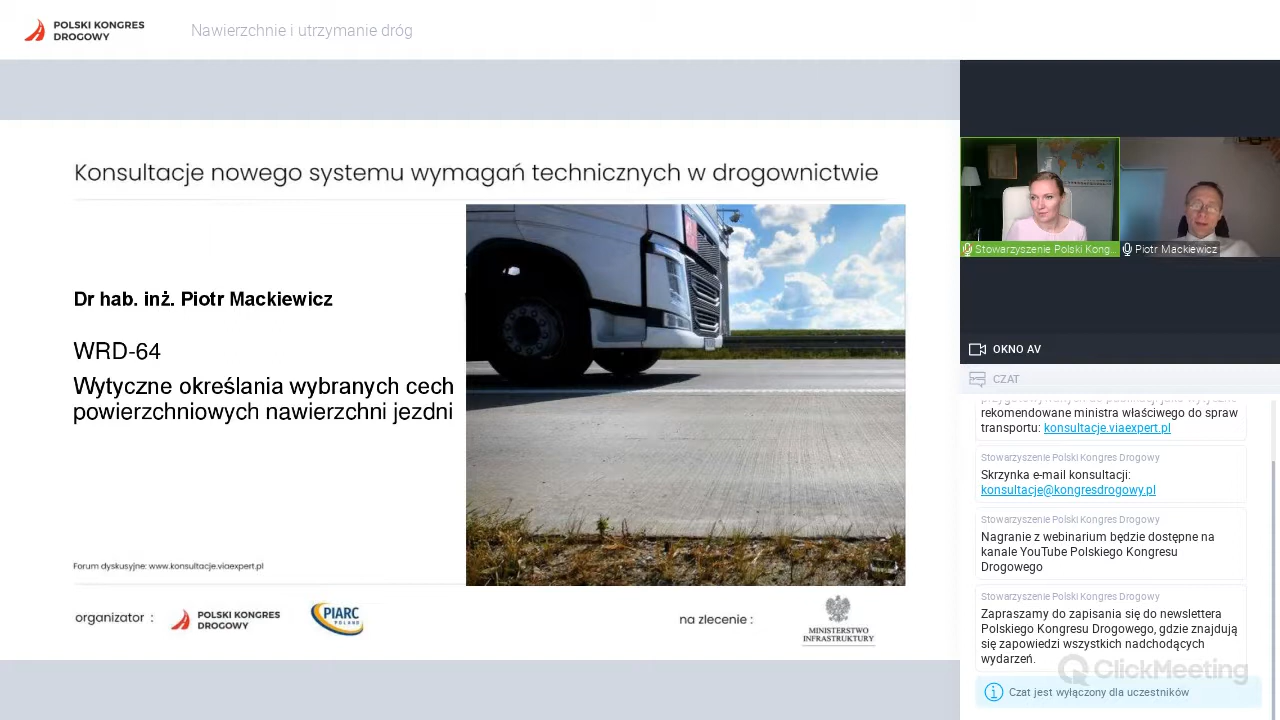 POLSKI KONGRES
DROGOWY
Nawierzchnie i utrzymanie dróg
Konsultacje nowego systemu wymagań technicznych w drogownictwie
Dr hab. inż. Piotr Mackiewicz
WRD-64
Wytyczne określania wybranych cech
powierzchniowych nawierzchni jezdni
Forum dyskusyjne: www.konsultacje.viaexpert.pl
organizator :
POLSKI KONGRES
DROGOWY
PIARC
POLAND
na zlecenie :
MINISTERSTWO
INFRASTRUKTURY
Stowarzyszenie Polski Kong...
Piotr Mackiewicz
OKNO AV
CZAT
rekomendowane ministra właściwego do spraw
transportu: konsultacje.viaexpert.pl
Stowarzyszenie Polski Kongres Drogowy
Skrzynka e-mail konsultacji:
konsultacje@kongresdrogowy.pl
Stowarzyszenie Polski Kongres Drogowy
Nagranie z webinarium będzie dostępne na
kanale YouTube Polskiego Kongresu
Drogowego
Stowarzyszenie Polski Kongres Drogowy
Zapraszamy do zapisania się do newslettera
Polskiego Kongresu Drogowego, gdzie znajdują
się zapowiedzi wszystkich nadchodzących
wydarzeń.
ClickMeeting
Czat jest wyłączony dla uczestników